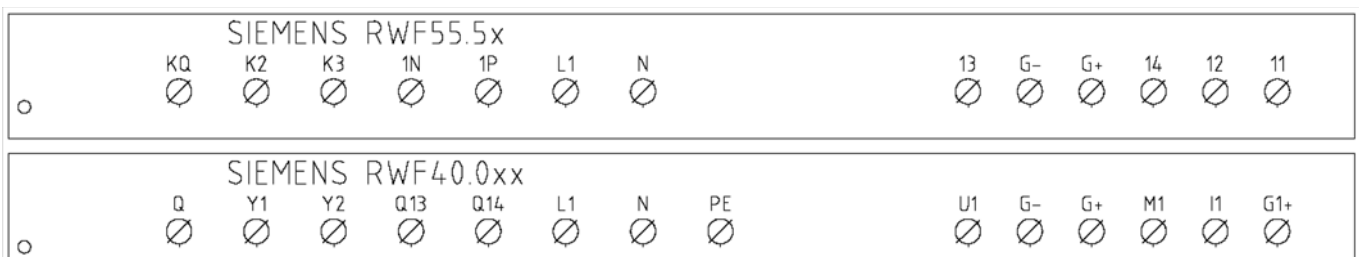 SIEMENS RWF55.5x
KQ K2 K3 1N 1P L1 N 13 G- G+ 14 12 11
SIEMENS RWF40.0xx
Q Y1 Y2 Q13 Q14 L1 N PE U1 G- G+ M1 I1 G1+